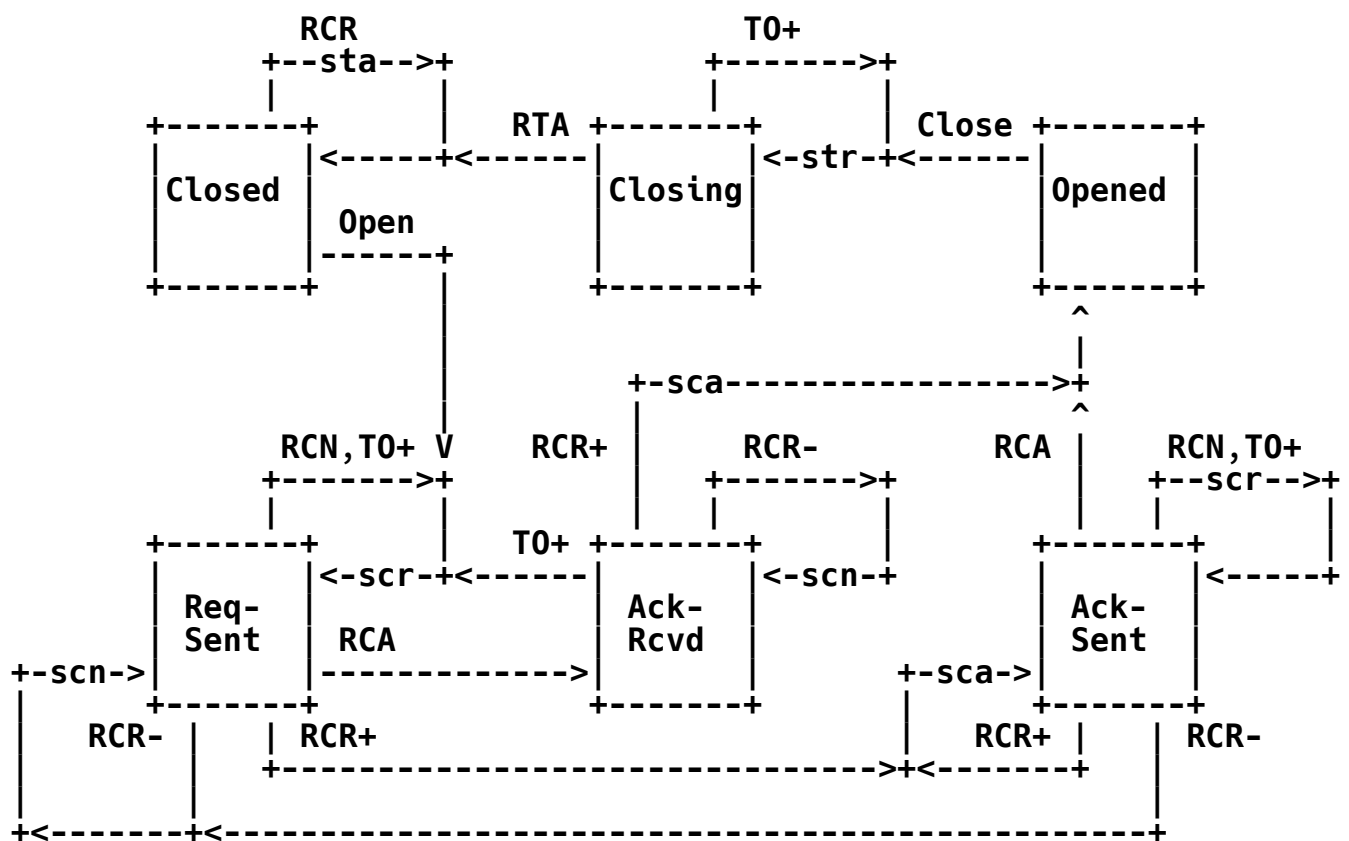 RCR TO+
+--sta-->+ +------->+
| | | |
+-------+ | RTA +-------+ | Close +-------+
| |<-----+<------| |<-str-+<------| |
|Closed | |Closing| |Opened |
| | Open | | | |
| |------+ | | | |
+-------+ | +-------+ +-------+
| ^
| |
| +-sca----------------->+
| | ^
RCN,TO+ V RCR+ | RCR- RCA | RCN,TO+
+------->+ | +------->+ | +--scr-->+
| | | | | | | |
+-------+ | TO+ +-------+ | +-------+ |
| |<-scr-+<------| |<-scn-+ | |<-----+
| Req- | | Ack- | | Ack- |
| Sent | RCA | Rcvd | | Sent |
+-scn->| |------------->| | +-sca->| |
| +-------+ +-------+ | +-------+
| RCR- | | RCR+ | RCR+ | | RCR-
| | +------------------------------->+<-------+ |
| | |
+<-------+<-------------------------------------------------+